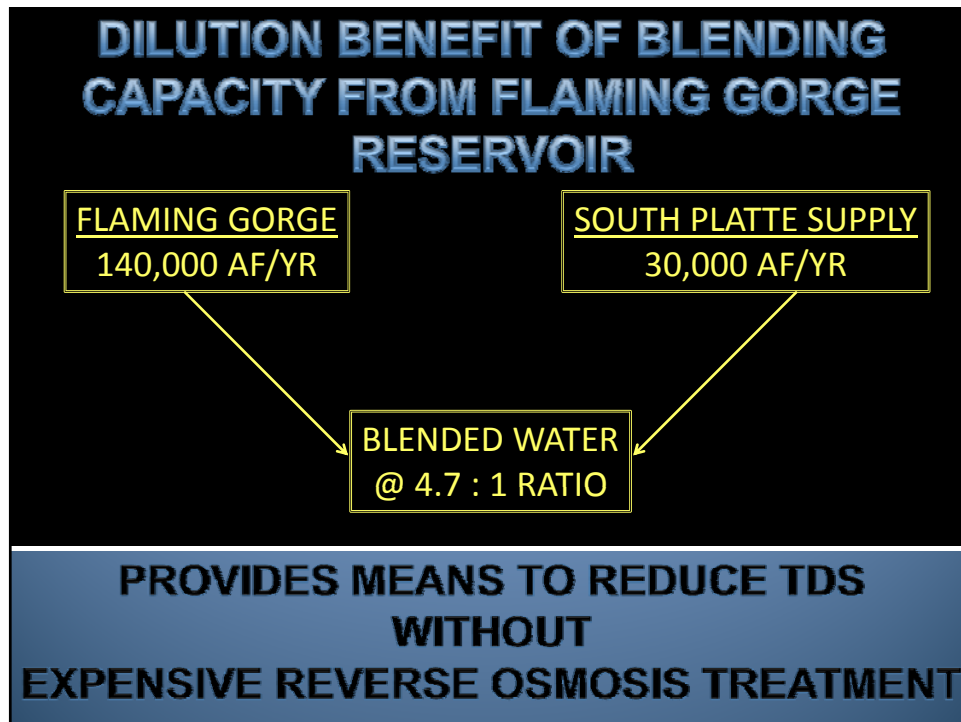 DILUTION BENEFIT OF BLENDING
CAPACITY FROM FLAMING GORGE
RESERVOIR
FLAMING GORGE
140,000 AF/YR
SOUTH PLATTE SUPPLY
30,000 AF/YR
BLENDED WATER
@ 4.7 : 1 RATIO
PROVIDES MEANS TO REDUCE TDS
WITHOUT
EXPENSIVE REVERSE OSMOSIS TREATMENT